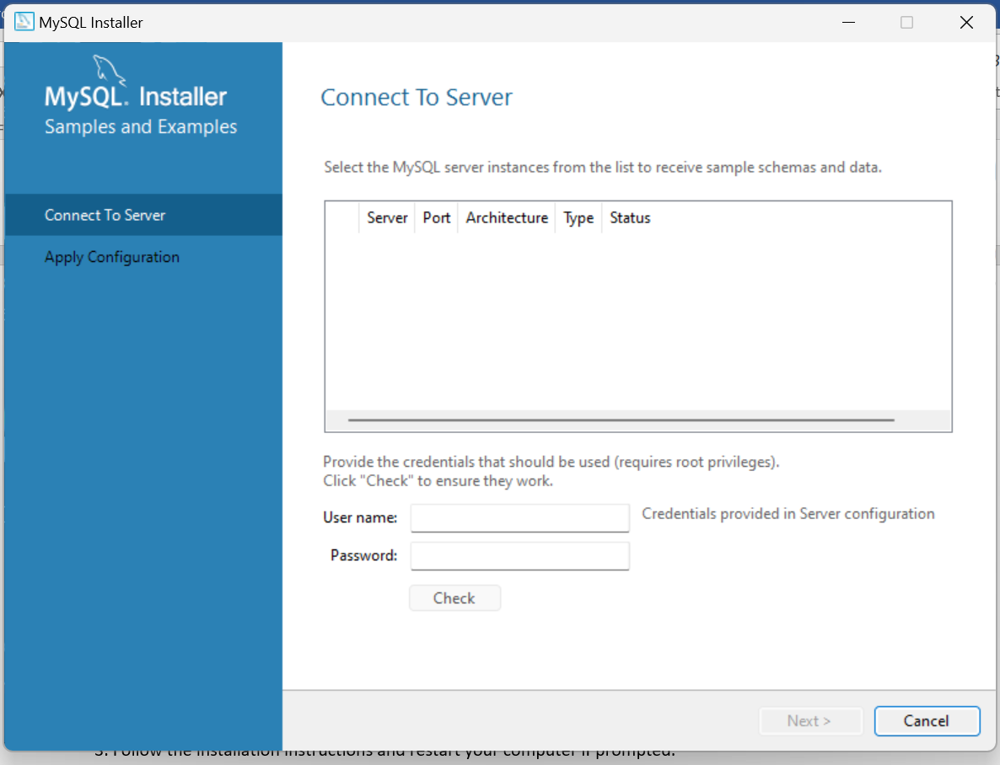 MySQL Installer
MySQL. Installer
Samples and Examples
Connect To Server
Apply Configuration
Connect To Server
Select the MySQL server instances from the list to receive sample schemas and data.
Server Port Architecture Type Status
Provide the credentials that should be used (requires root privileges).
Click "Check" to ensure they work.
User name:
Credentials provided in Server configuration
Password:
Check
Next >
Cancel
3. Follow the installation instructions and restart your computer if prompted.